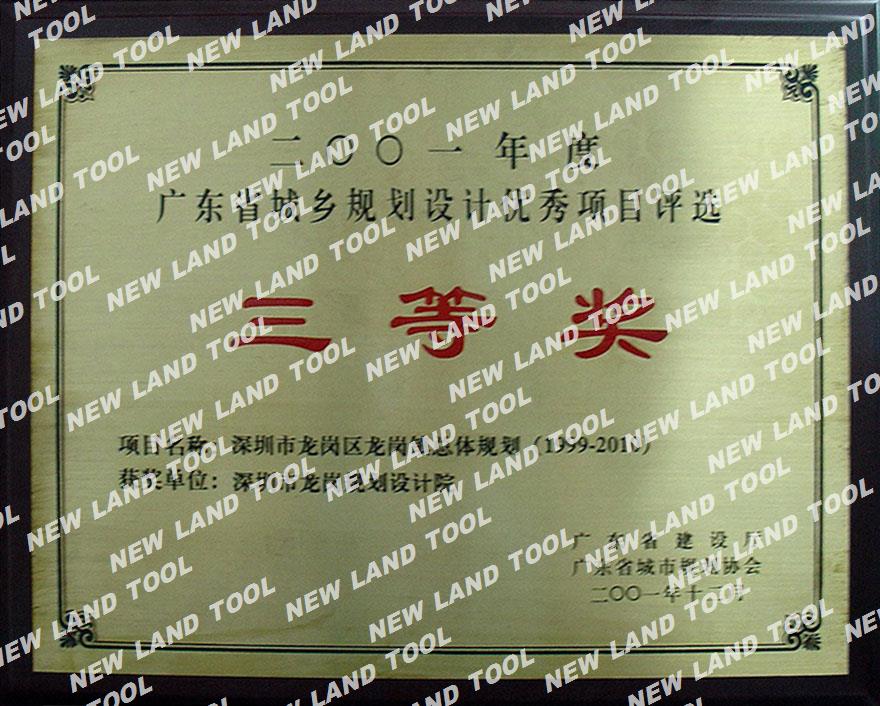 二〇〇一年度
广东省城乡规划设计优秀项目评选
三等奖
项目名称：深圳市龙岗区龙岗镇总体规划（1999-2010）
获奖单位：深圳市龙岗规划设计院
广东省建设厅
广东省城市规划协会
二〇〇一年十二月
NEW LAND TOOL